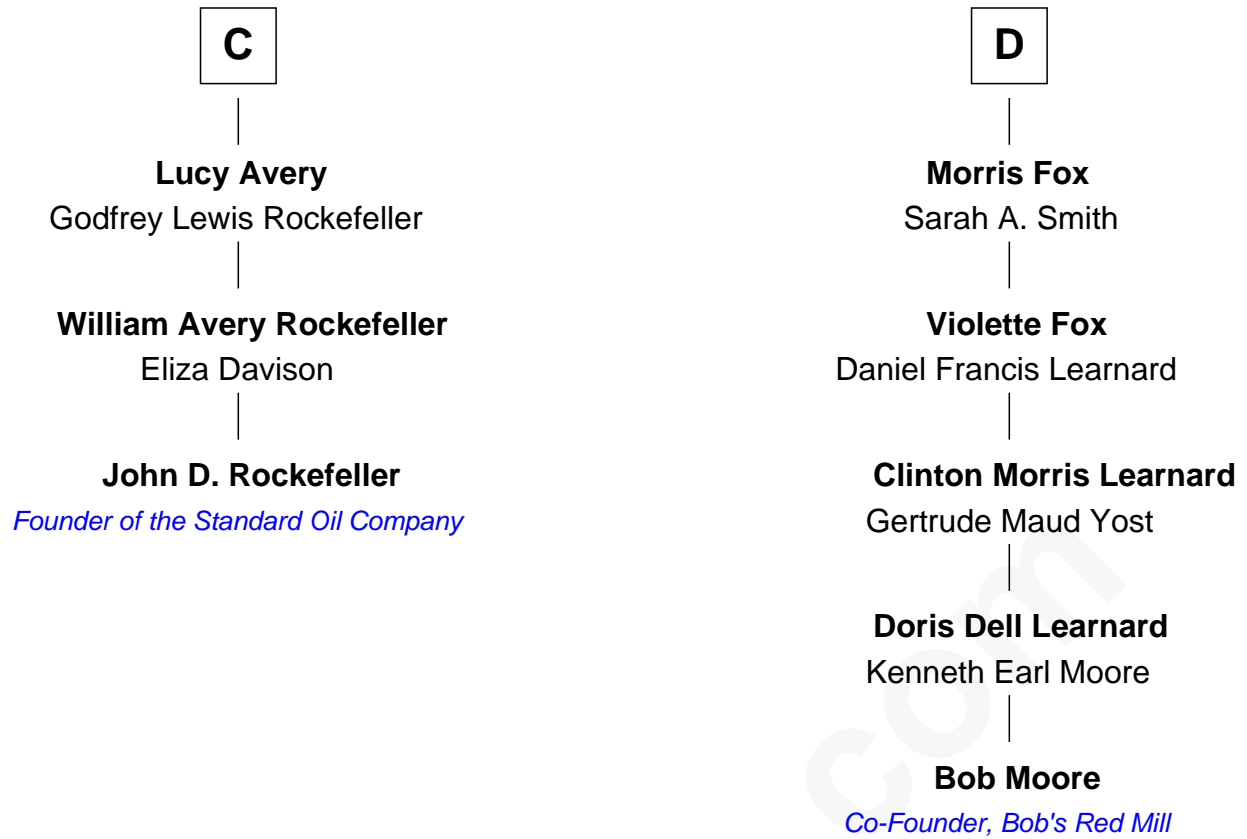 C
Lucy Avery
Godfrey Lewis Rockefeller
William Avery Rockefeller
Eliza Davison
John D. Rockefeller
Founder of the Standard Oil Company
D
Morris Fox
Sarah A. Smith
Violette Fox
Daniel Francis Learnard
Clinton Morris Learnard
Gertrude Maud Yost
Doris Dell Learnard
Kenneth Earl Moore
Bob Moore
Co-Founder, Bob's Red Mill
com